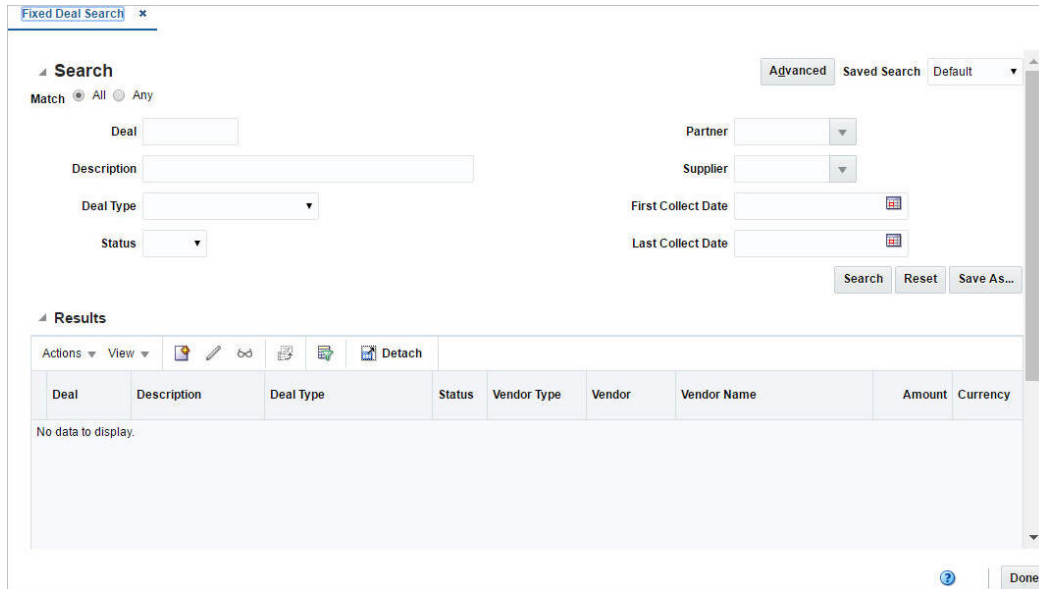 Fixed Deal Search ×
Search
Advanced Saved Search Default
Match All Any
Deal
Partner
Description
Supplier
Deal Type
First Collect Date
Status
Last Collect Date
Search Reset Save As...
Results
Actions View Detach
Deal Description Deal Type Status Vendor Type Vendor Vendor Name Amount Currency
No data to display.
? Done